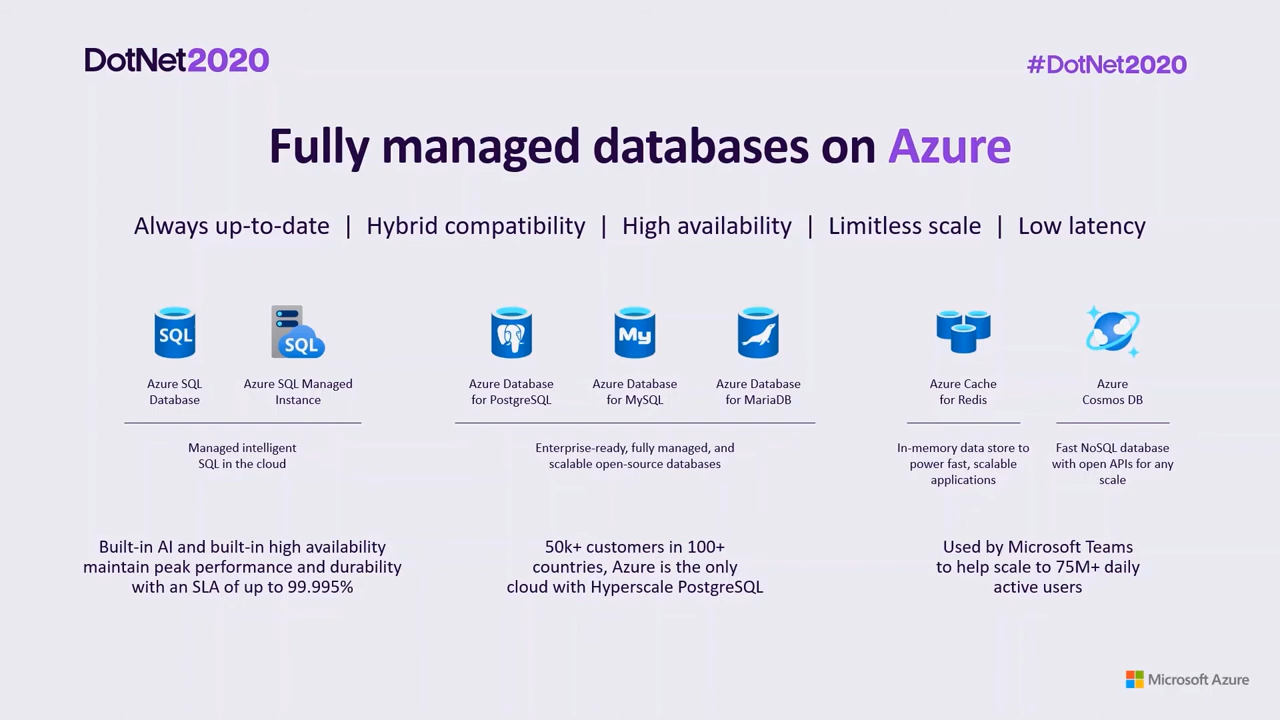 DotNet2020
#DotNet2020
Fully managed databases on Azure
Always up-to-date | Hybrid compatibility | High availability | Limitless scale | Low latency
SQL
SQL
My
Azure SQL
Database
Azure SQL Managed
Instance
Azure Database
for PostgreSQL
Azure Database
for MySQL
Azure Database
for MariaDB
Azure Cache
for Redis
Azure
Cosmos DB
Managed intelligent
SQL in the cloud
Enterprise-ready, fully managed, and
scalable open-source databases
In-memory data store to
power fast, scalable
applications
Fast NoSQL database
with open APIs for any
scale
Built-in AI and built-in high availability
maintain peak performance and durability
with an SLA of up to 99.995%
50k+ customers in 100+
countries, Azure is the only
cloud with Hyperscale PostgreSQL
Used by Microsoft Teams
to help scale to 75M+ daily
active users
Microsoft Azure